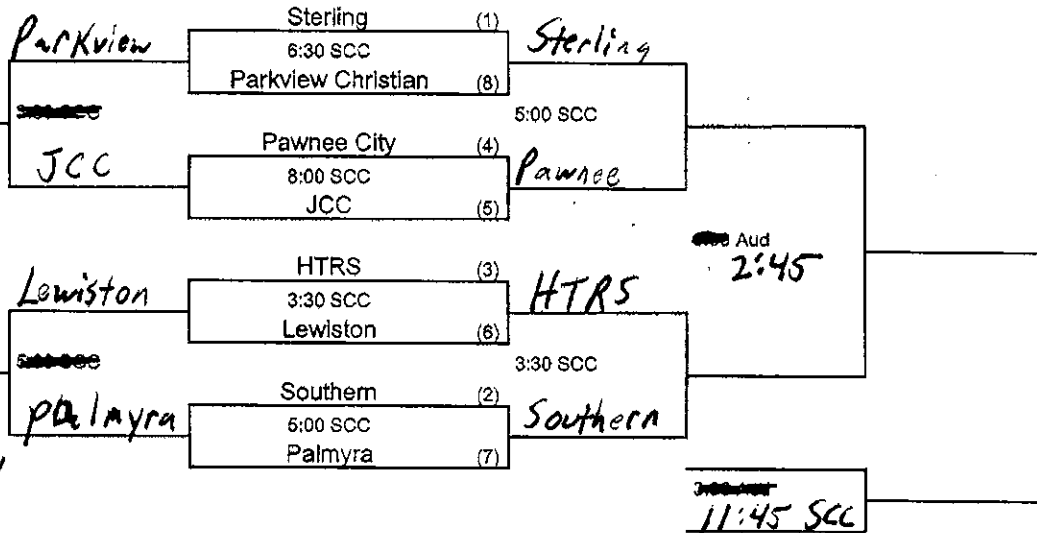 Sterling (1)
Parkview
6:30 SCC
Sterling
Parkview Christian (8)
5:00 SCC
Pawnee City (4)
JCC
8:00 SCC
Pawnee
JCC (5)
Aud
2:45
HTRS (3)
Lewiston
3:30 SCC
HTRS
Lewiston (6)
3:30 SCC
Southern (2)
Palmyra
5:00 SCC
Southern
Palmyra (7)
11:45 SCC